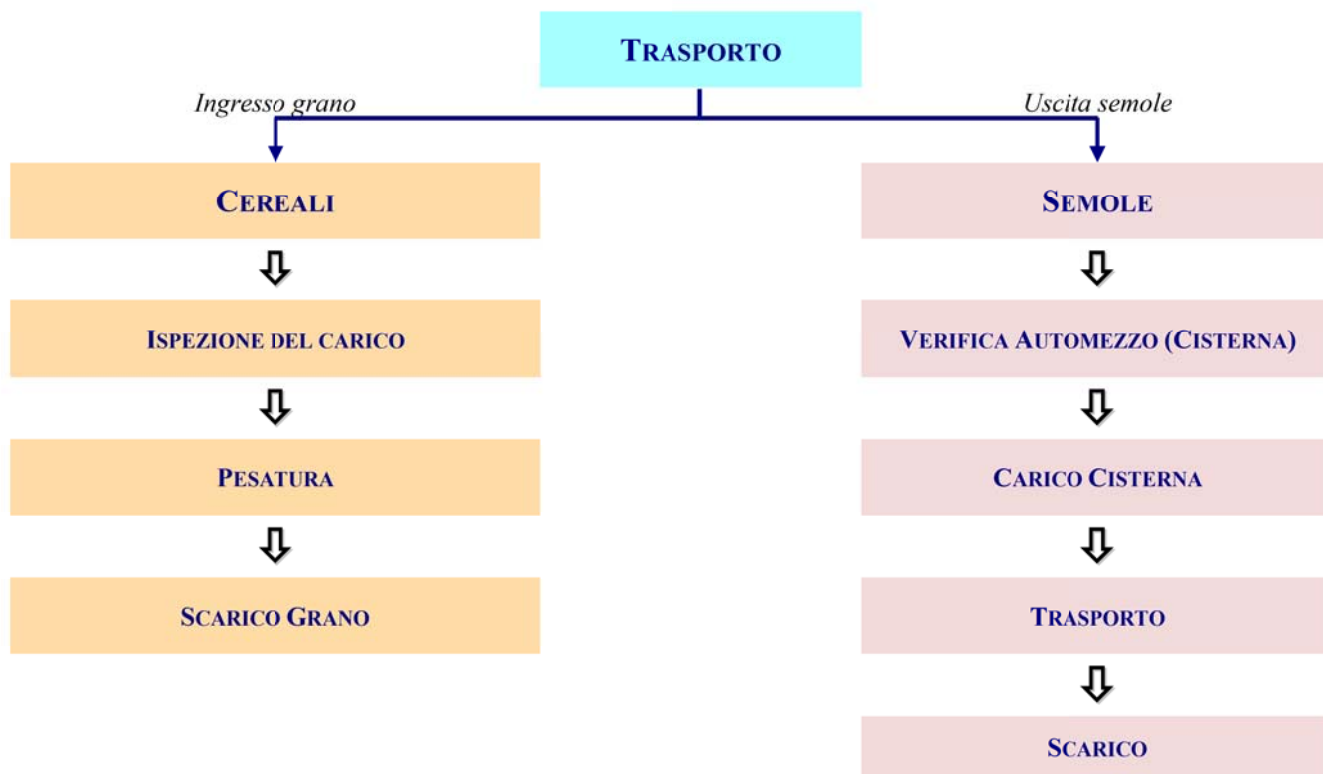 TRASPORTO
Ingresso grano
Uscita semole
CEREALI
SEMOLE
ISPEZIONE DEL CARICO
VERIFICA AUTOMEZZO (CISTERNA)
PESATURA
CARICO CISTERNA
SCARICO GRANO
TRASPORTO
SCARICO